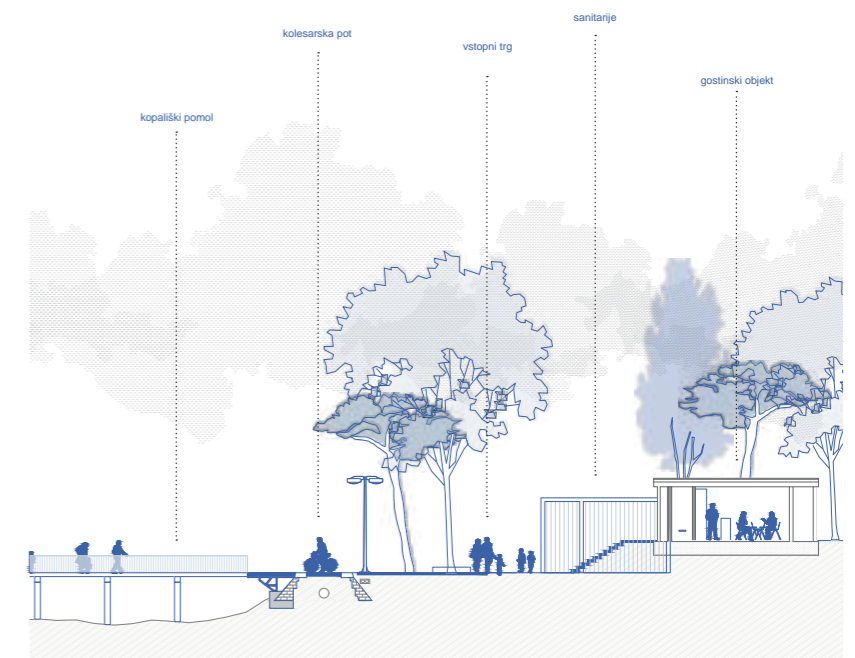 sanitarije
kolesarska pot
vstopni trg
gostinski objekt
kopališki pomol